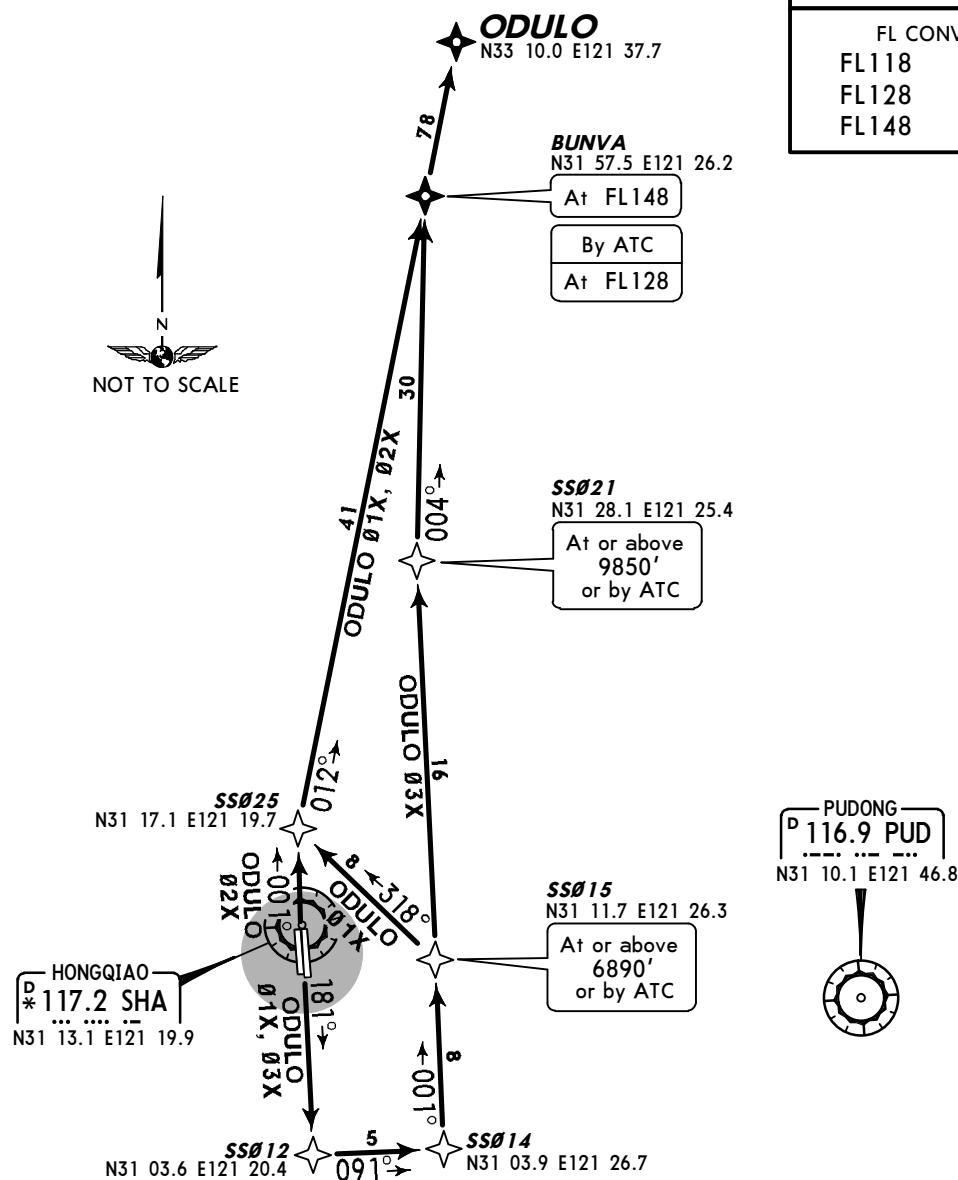 ODULO
N33 10.0 E121 37.7
FL CONV
FL118
FL128
FL148
78
BUNVA
N31 57.5 E121 26.2
At FL148
By ATC
At FL128
N
NOT TO SCALE
30
41
ODULO Ø1X, Ø2X
004°
SSØ21
N31 28.1 E121 25.4
At or above
9850'
or by ATC
ODULO Ø3X
16
012°
SSØ25
N31 17.1 E121 19.7
PUDONG
D 116.9 PUD
N31 10.1 E121 46.8
8
318°
ODULO
Ø1X
001°
ODULO
Ø2X
SSØ15
N31 11.7 E121 26.3
At or above
6890'
or by ATC
HONGQIAO
D
* 117.2 SHA
N31 13.1 E121 19.9
181°
ODULO
Ø1X, Ø3X
8
001°
SSØ12
N31 03.6 E121 20.4
5
091°
SSØ14
N31 03.9 E121 26.7